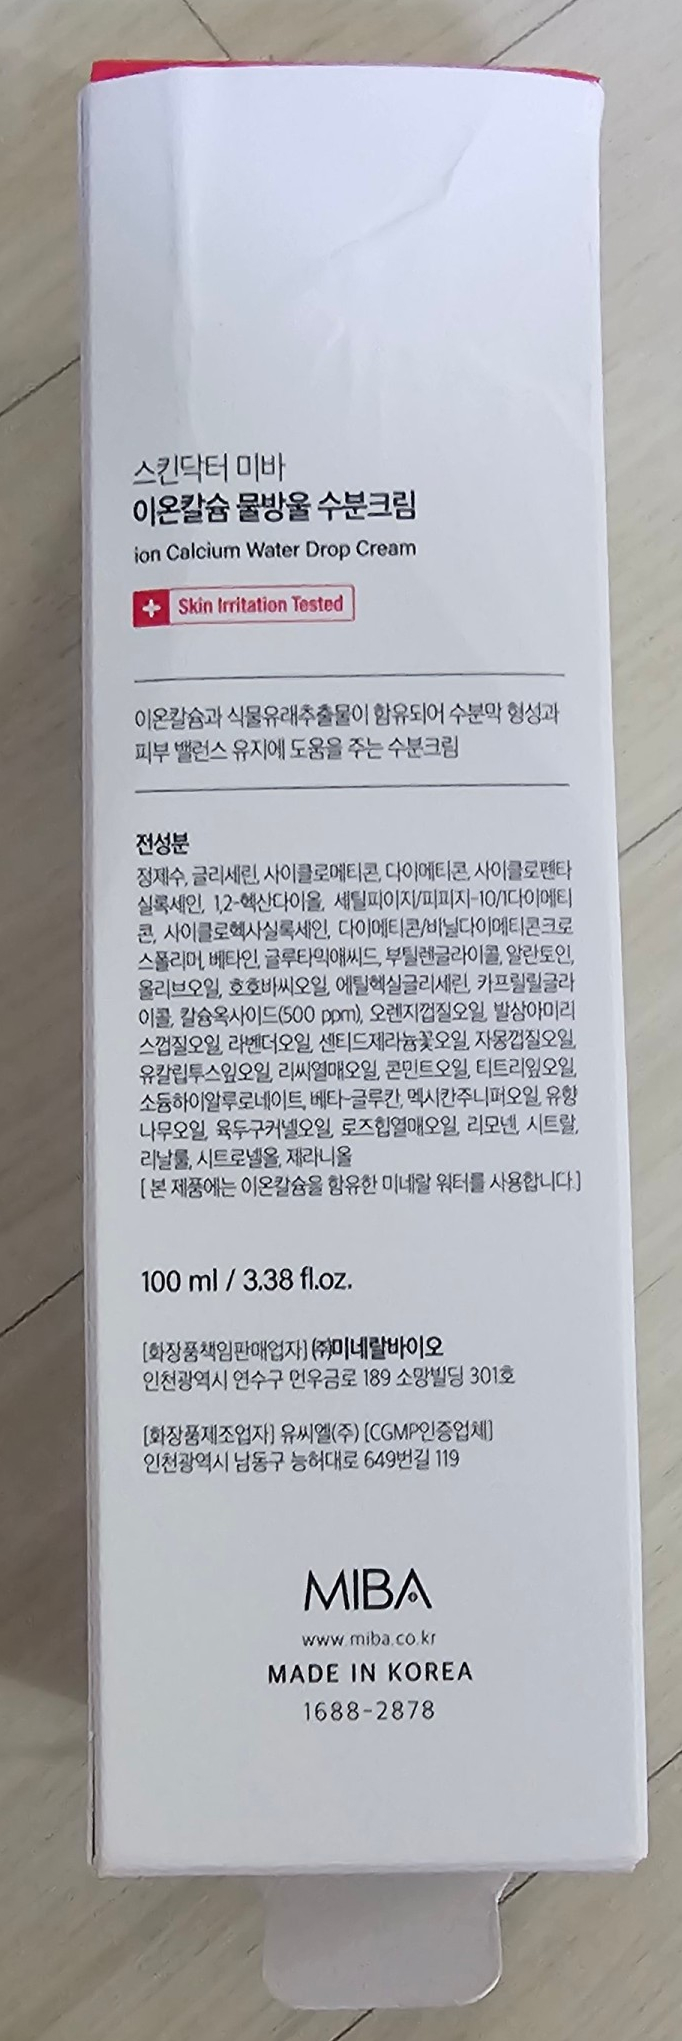 스킨닥터 미바
이온칼슘 물방울 수분크림
ion Calcium Water Drop Cream
Skin Irritation Tested
이온칼슘과 식물유래추출물이 함유되어 수분막 형성과
피부 밸런스 유지에 도움을 주는 수분크림
전성분
정제수, 글리세린, 사이클로메티콘, 다이메티콘, 사이클로펜타
실록세인, 1,2-헥산다이올, 세틸피이지/피피지-10/1다이메티
콘, 사이클로헥사실록세인, 다이메티콘/비닐다이메티콘크로
스폴리머, 베타인, 글루타믹애씨드, 부틸렌글라이콜, 알란토인,
올리브오일, 호호바씨오일, 에틸헥실글리세린, 카프릴릴글라
이콜, 칼슘옥사이드(500 ppm), 오렌지껍질오일, 발삼아미리
스껍질오일, 라벤더오일, 센티드제라늄꽃오일, 자몽껍질오일,
유칼립투스잎오일, 리씨열매오일, 콘민트오일, 티트리잎오일,
소듐하이알루로네이트, 베타-글루칸, 멕시칸주니퍼오일, 유향
나무오일, 육두구커넬오일, 로즈힙열매오일, 리모넨, 시트랄,
리날룰, 시트로넬올, 제라니올
[ 본 제품에는 이온칼슘을 함유한 미네랄 워터를 사용합니다.]
100 ml / 3.38 fl.oz.
[화장품책임판매업자] ㈜미네랄바이오
인천광역시 연수구 먼우금로 189 소망빌딩 301호
[화장품제조업자] 유씨엘(주) [CGMP인증업체]
인천광역시 남동구 능허대로 649번길 119
MIBA
www.miba.co.kr
MADE IN KOREA
1688-2878